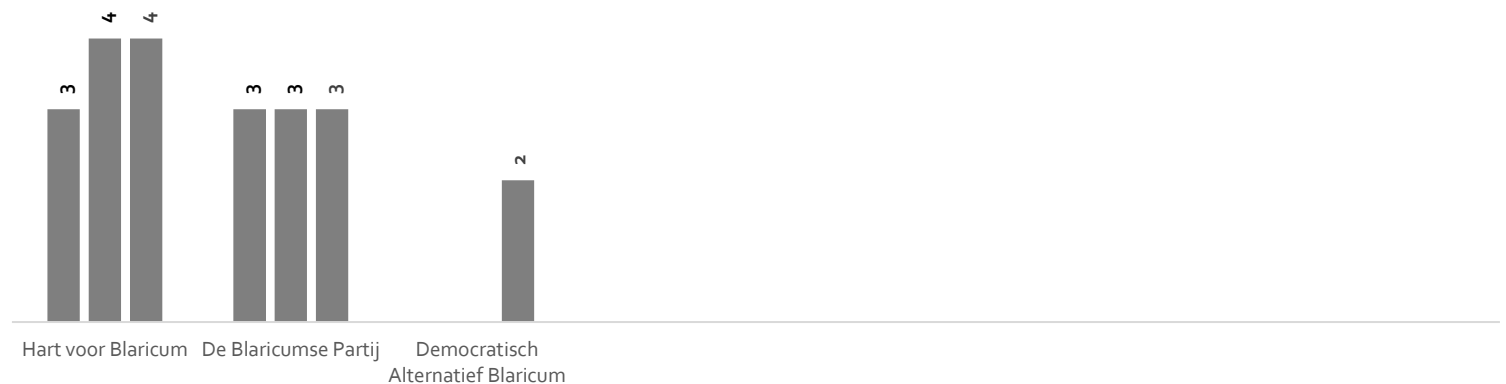 3 4 4 3 3 3 2
Hart voor Blaricum De Blaricumse Partij Democratisch
Alternatief Blaricum